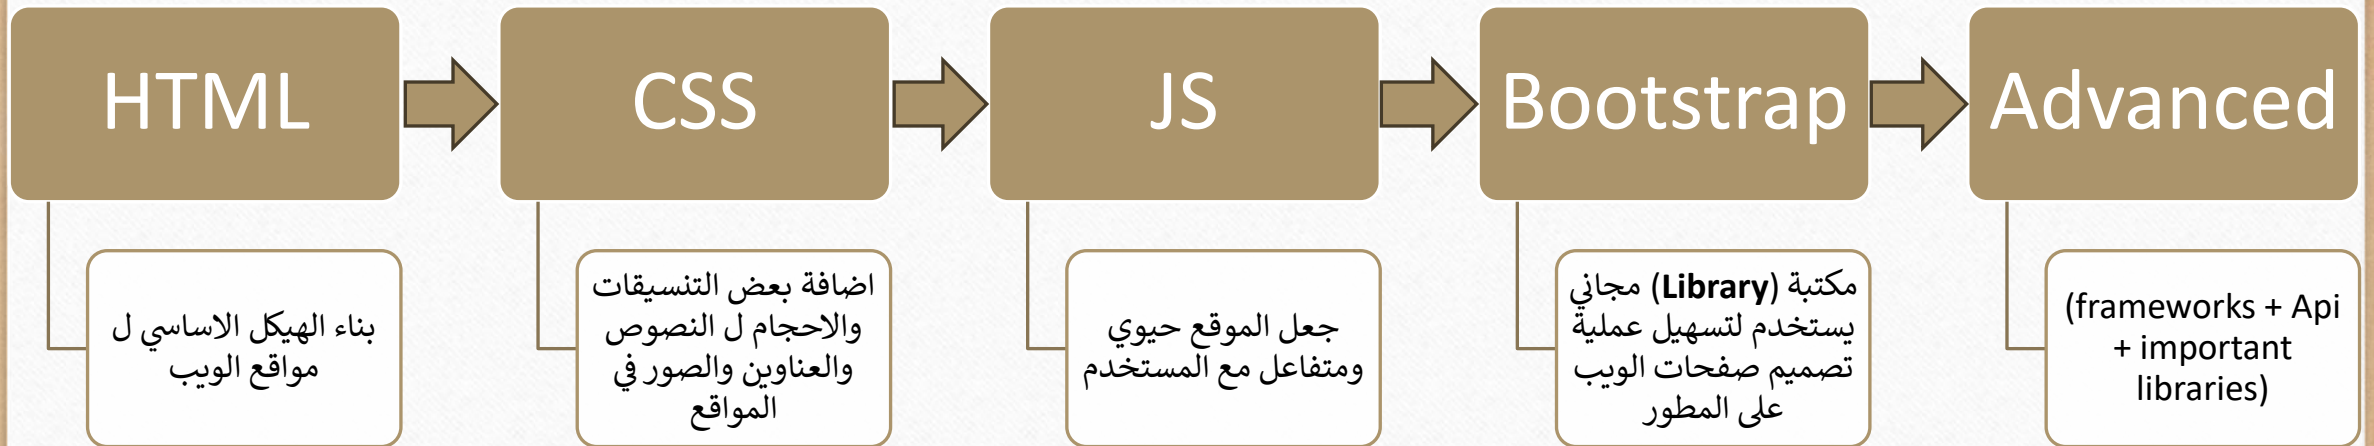 HTML
CSS
JS
Bootstrap
Advanced
بناء الهيكل الاساسي ل
مواقع الويب
اضافة بعض التنسيقات
والاحجام ل النصوص
والعناوين والصور في
المواقع
جعل الموقع حيوي
ومتفاعل مع المستخدم
مكتبة (Library) مجاني
يستخدم لتسهيل عملية
تصميم صفحات الويب
على المطور
(frameworks + Api
+ important
libraries)